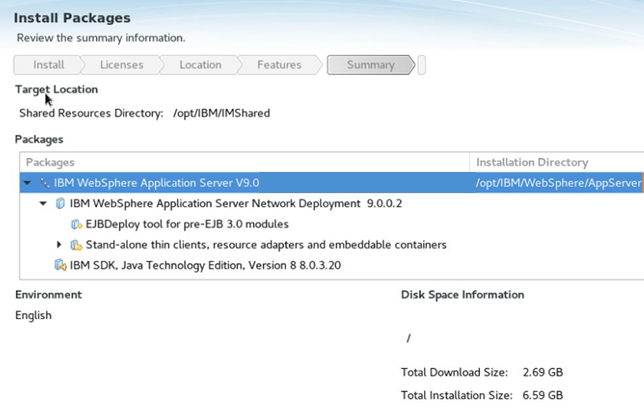 Install Packages
Review the summary information.
Install Licenses Location Features Summary
Target Location
Shared Resources Directory: /opt/IBM/IMShared
Packages
Packages Installation Directory
IBM WebSphere Application Server V9.0 /opt/IBM/WebSphere/AppServer
IBM WebSphere Application Server Network Deployment 9.0.0.2
EJBDeploy tool for pre-EJB 3.0 modules
Stand-alone thin clients, resource adapters and embeddable containers
IBM SDK, Java Technology Edition, Version 8 8.0.3.20
Environment Disk Space Information
English
/
Total Download Size: 2.69 GB
Total Installation Size: 6.59 GB